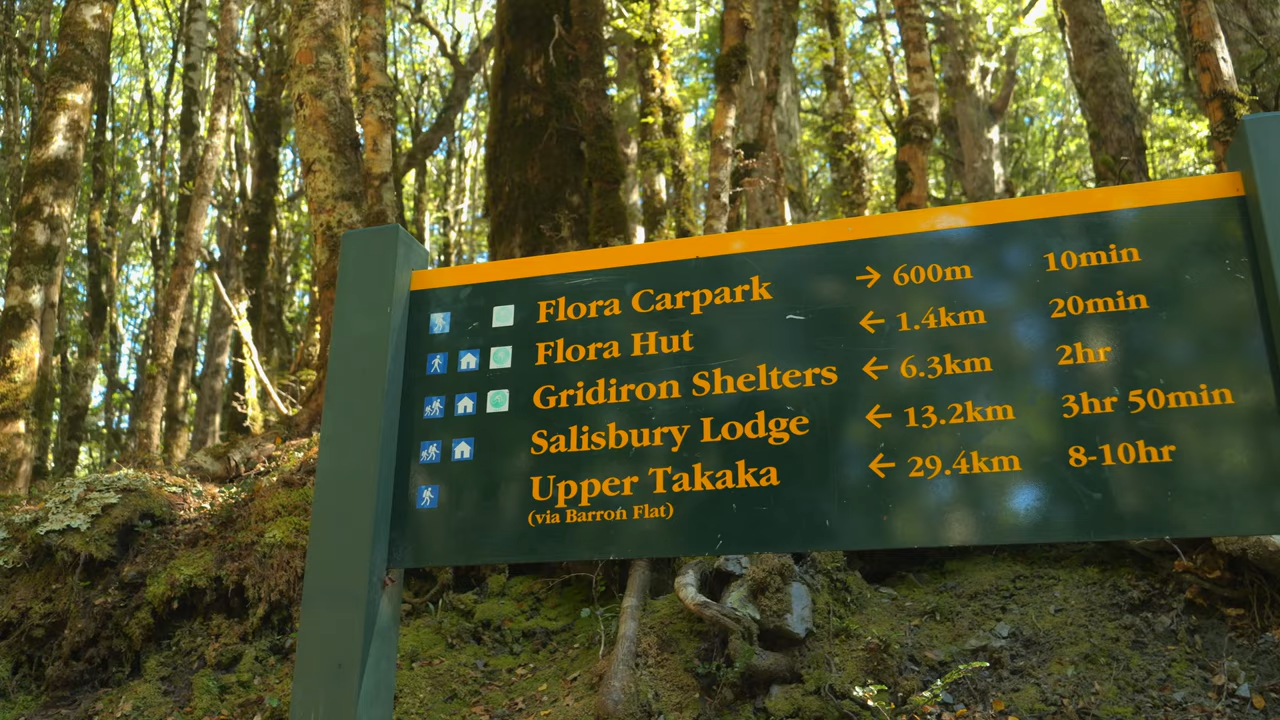 Flora Carpark → 600m 10min
Flora Hut ← 1.4km 20min
Gridiron Shelters ← 6.3km 2hr
Salisbury Lodge ← 13.2km 3hr 50min
Upper Takaka ← 29.4km 8-10hr
(via Barron Flat)